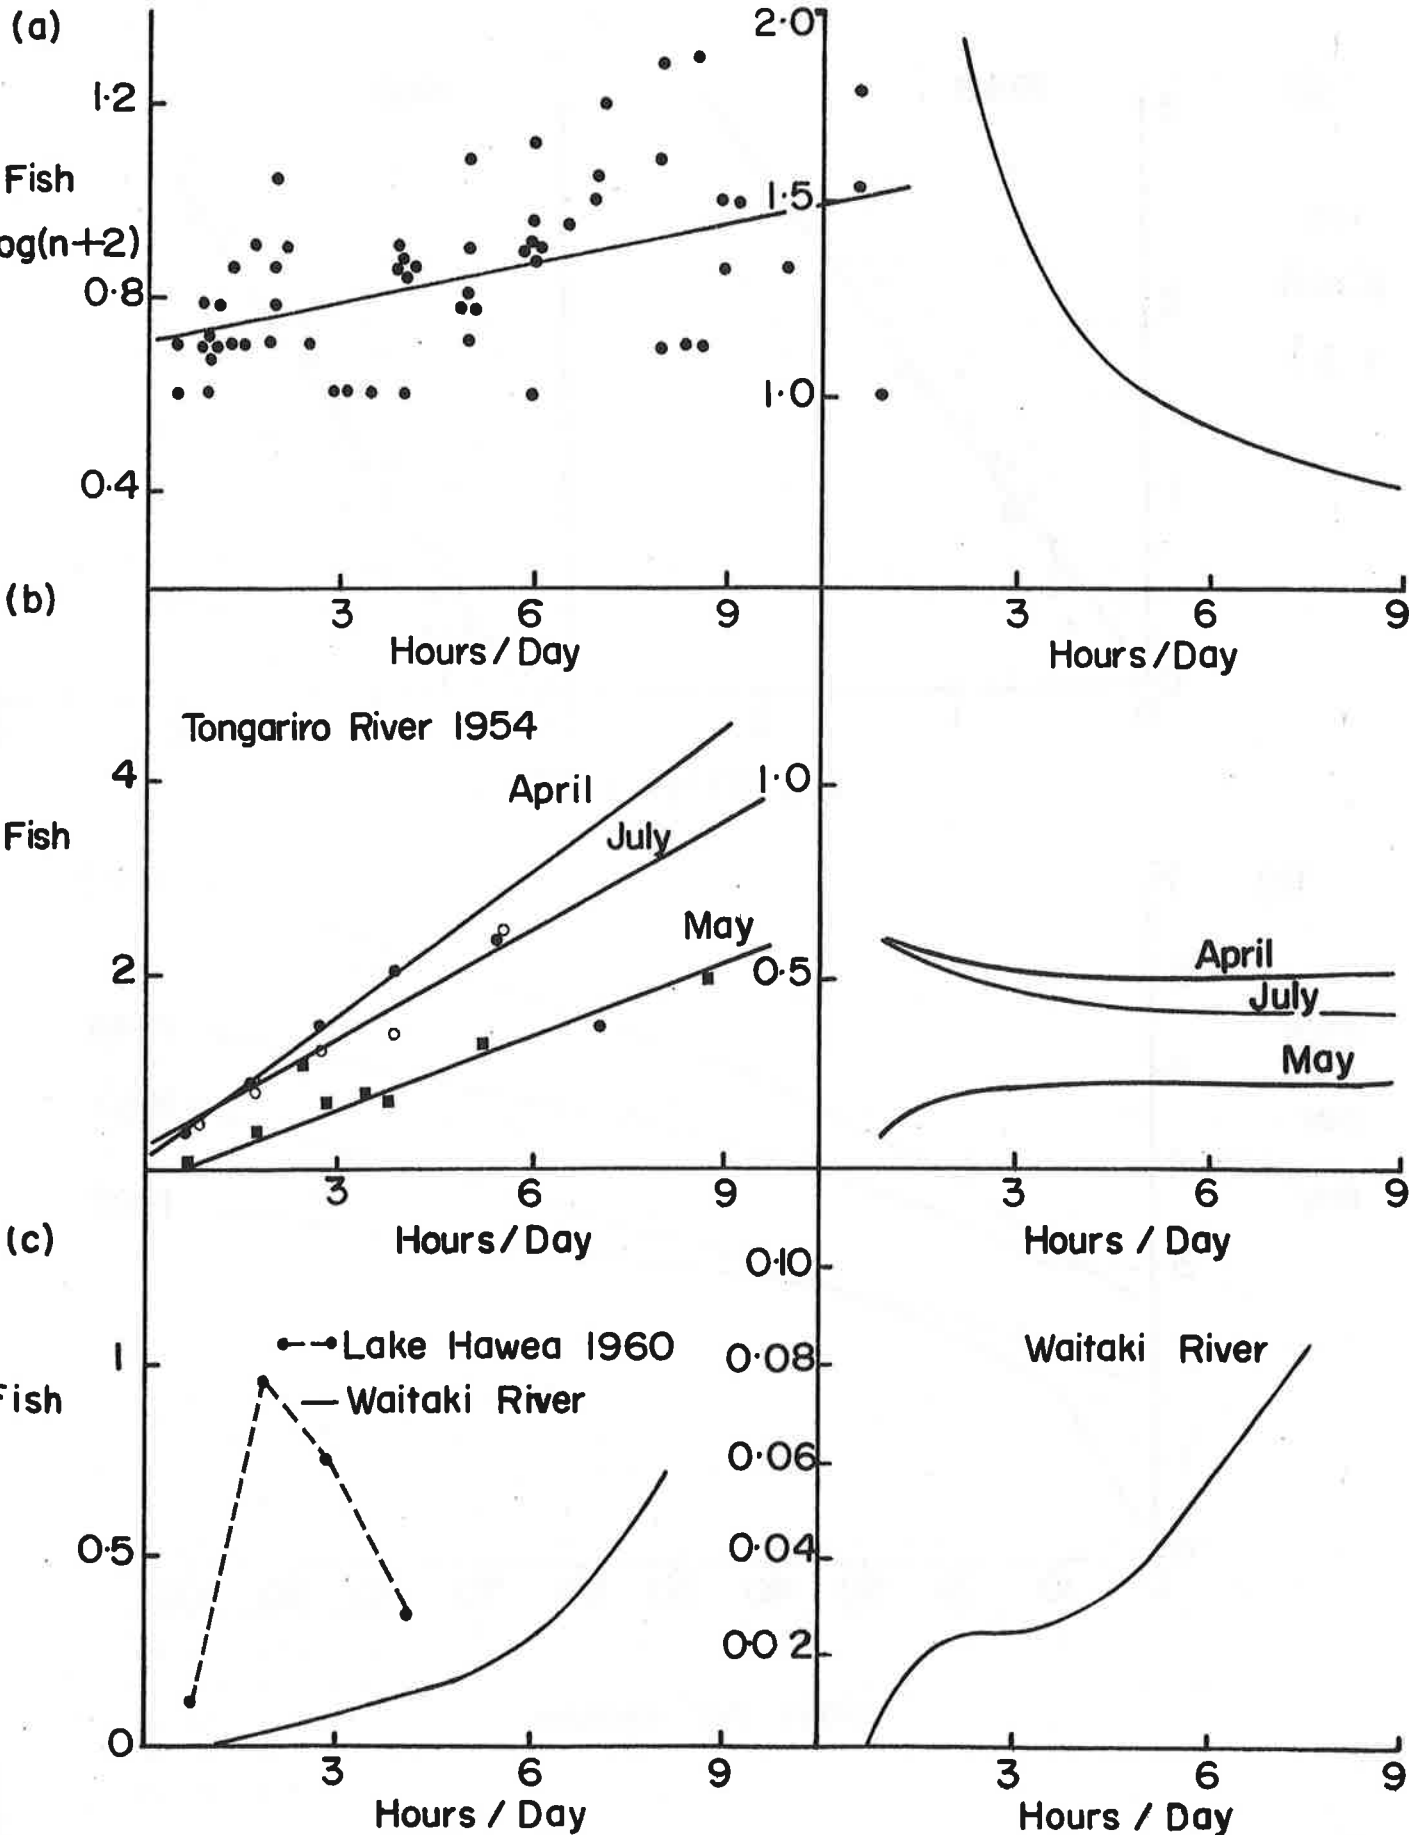 (a)
1·2
Fish
og(n+2)
0·8
0·4
3 6 9
Hours / Day
2·0
1·5
1·0
3 6 9
Hours / Day
(b)
Tongariro River 1954
4
Fish
2
April
July
May
3 6 9
Hours / Day
1·0
0·5
April
July
May
3 6 9
Hours / Day
(c)
1
Fish
0·5
0
Lake Hawea 1960
Waitaki River
3 6 9
Hours / Day
0·10
0·08
0·06
0·04
0·02
Waitaki River
3 6 9
Hours / Day